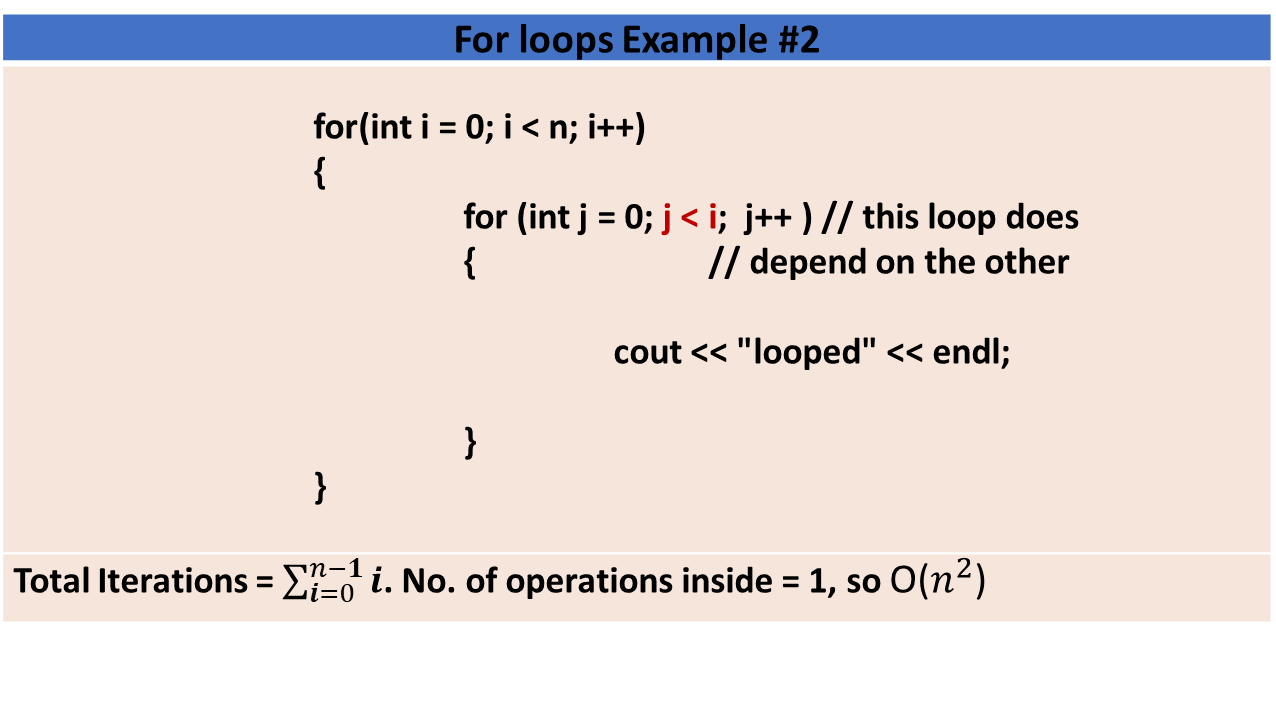 For loops Example #2
for(int i = 0; i < n; i++)
{
for (int j = 0; j < i;  j++ ) // this loop does
{ // depend on the other
cout << "looped" << endl;
}
}
Total Iterations = ∑_{i=0}^{n−1} i. No. of operations inside = 1, so O(n²)